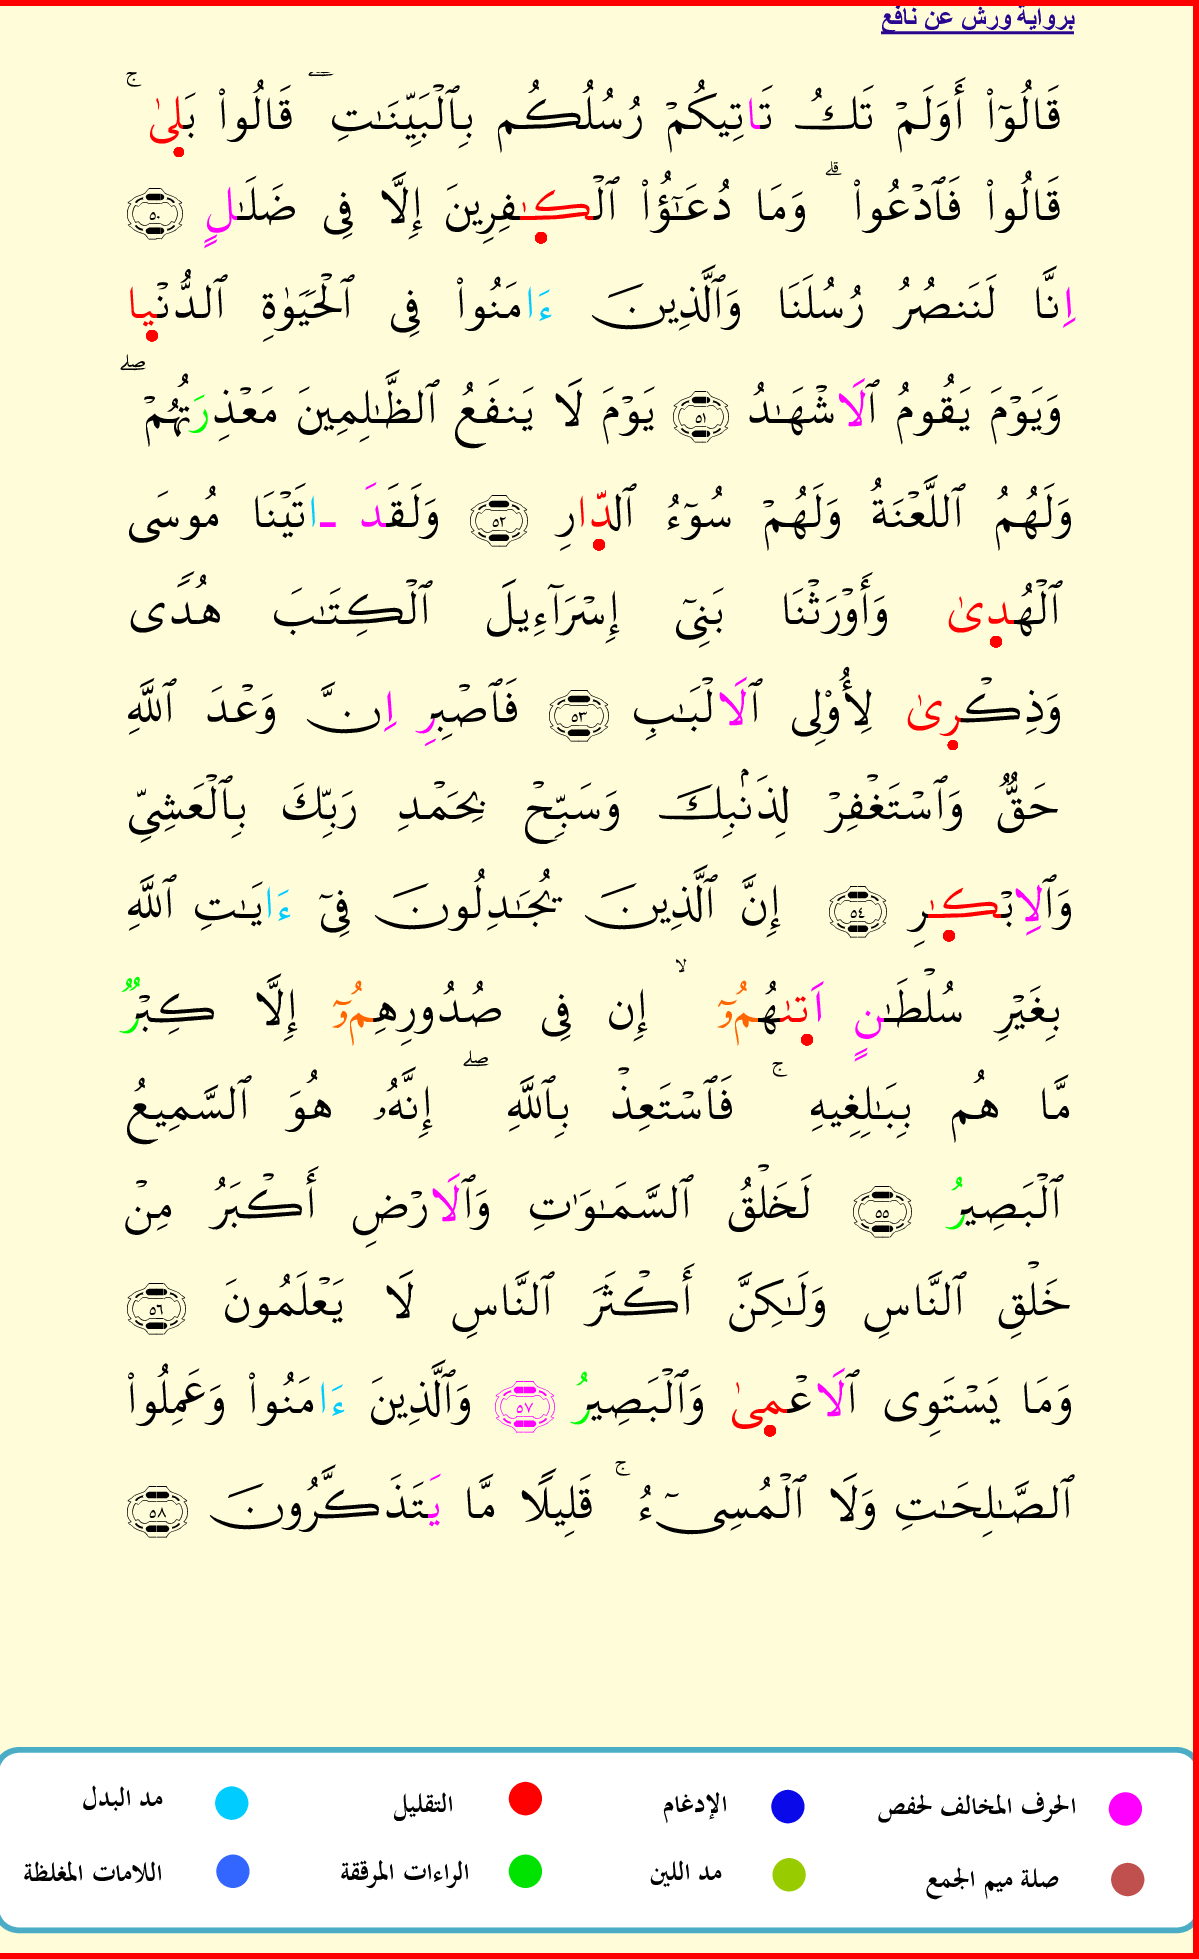 برواية ورش عن نافع
قَالُوٓاْ أَوَلَمْ تَكُ تَاتِيكُمْ رُسُلُكُم بِٱلْبَيِّنَٰتِ ۖ قَالُواْ بَلِىٰ ۚ
قَالُواْ فَٱدْعُواْ ۗ وَمَا دُعَٰٓؤُاْ ٱلْكٰفِرِينَ إِلَّا فِى ضَلَٰلٍ ٥٠
اِنَّا لَنَنصُرُ رُسُلَنَا وَٱلَّذِينَ ءَامَنُواْ فِى ٱلْحَيَوٰةِ ٱلدُّنْيا
وَيَوْمَ يَقُومُ ٱلَاشْهَٰدُ ٥١ يَوْمَ لَا يَنفَعُ ٱلظَّٰلِمِينَ مَعْذِرَتُهُمْ ۖ
وَلَهُمُ ٱللَّعْنَةُ وَلَهُمْ سُوٓءُ ٱلدّارِ ٥٢ وَلَقَدَ ـاتَيْنَا مُوسَى
ٱلْهُدِىٰ وَأَوْرَثْنَا بَنِىٓ إِسْرَآءِيلَ ٱلْكِتَٰبَ هُدًى
وَذِكْرِىٰ لِأُوْلِى ٱلَالْبَٰبِ ٥٣ فَٱصْبِرِ اِنَّ وَعْدَ ٱللَّهِ
حَقٌّ وَٱسْتَغْفِرْ لِذَنۢبِكَ وَسَبِّحْ بِحَمْدِ رَبِّكَ بِٱلْعَشِيِّ
وَٱلِابْكٰرِ ٥٤ إِنَّ ٱلَّذِينَ يُجَٰدِلُونَ فِىٓ ءَايَٰتِ ٱللَّهِ
بِغَيْرِ سُلْطَٰنٍ اَتىٰهُمُوٓ ۙ إِن فِى صُدُورِهِمُوٓ إِلَّا كِبْرٌ
مَّا هُم بِبَٰلِغِيهِ ۚ فَٱسْتَعِذْ بِٱللَّهِ ۖ إِنَّهُۥ هُوَ ٱلسَّمِيعُ
ٱلْبَصِيرُ ٥٥ لَخَلْقُ ٱلسَّمَٰوَٰتِ وَٱلَارْضِ أَكْبَرُ مِنْ
خَلْقِ ٱلنَّاسِ وَلَٰكِنَّ أَكْثَرَ ٱلنَّاسِ لَا يَعْلَمُونَ ٥٦
وَمَا يَسْتَوِى ٱلَاعْمِىٰ وَٱلْبَصِيرُ ٥٧ وَٱلَّذِينَ ءَامَنُواْ وَعَمِلُواْ
ٱلصَّٰلِحَٰتِ وَلَا ٱلْمُسِىٓءُ ۚ قَلِيلًا مَّا يَتَذَكَّرُونَ ٥٨
الحرف المخالف لحفص الإدغام التقليل مد البدل
صلة ميم الجمع مد اللين الراءات المرققة اللامات المغلظة